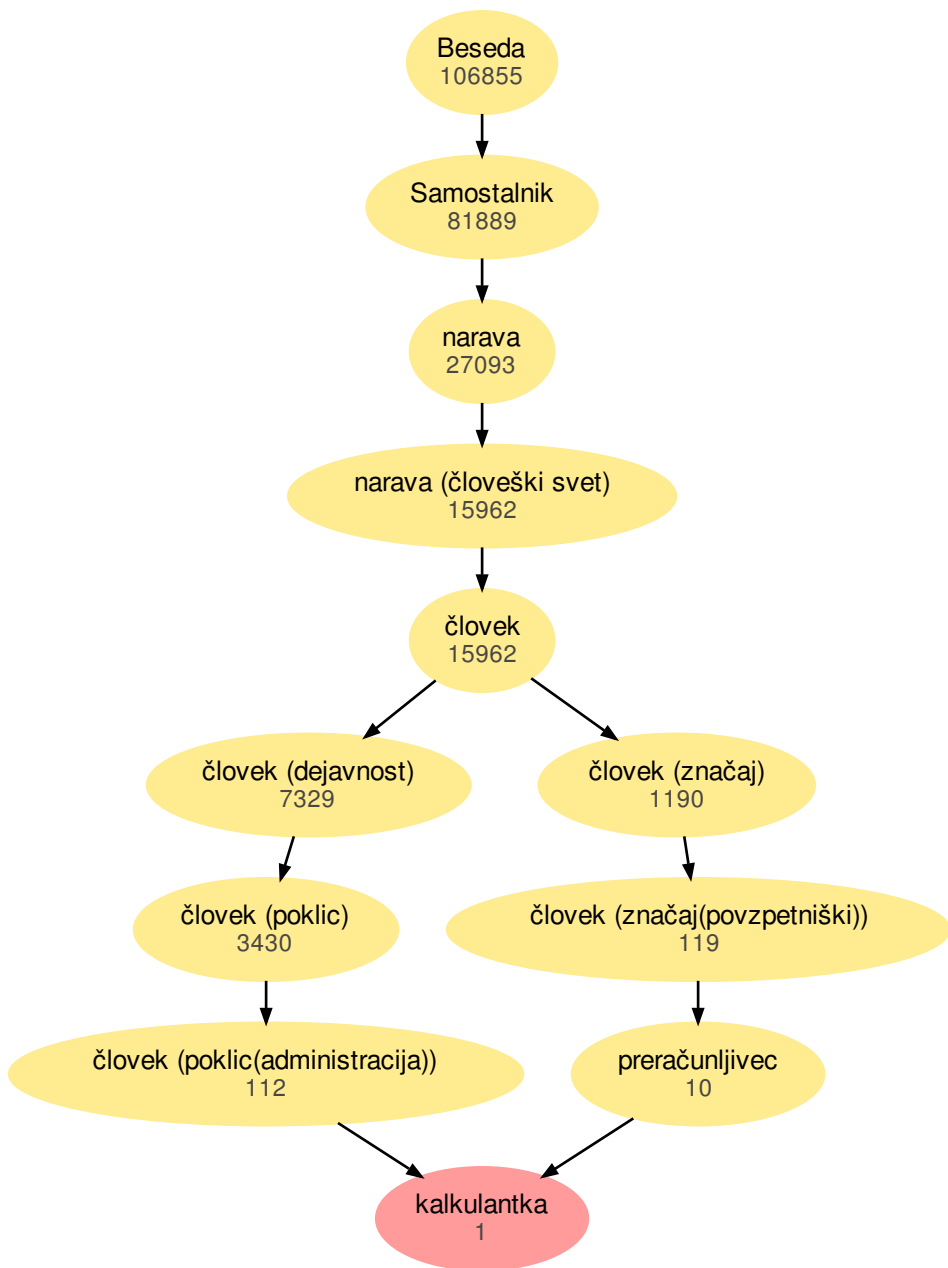 Beseda
106855
Samostalnik
81889
narava
27093
narava (človeški svet)
15962
človek
15962
človek (dejavnost)
7329
človek (značaj)
1190
človek (poklic)
3430
človek (značaj(povzpetniški))
119
človek (poklic(administracija))
112
preračunljivec
10
kalkulantka
1